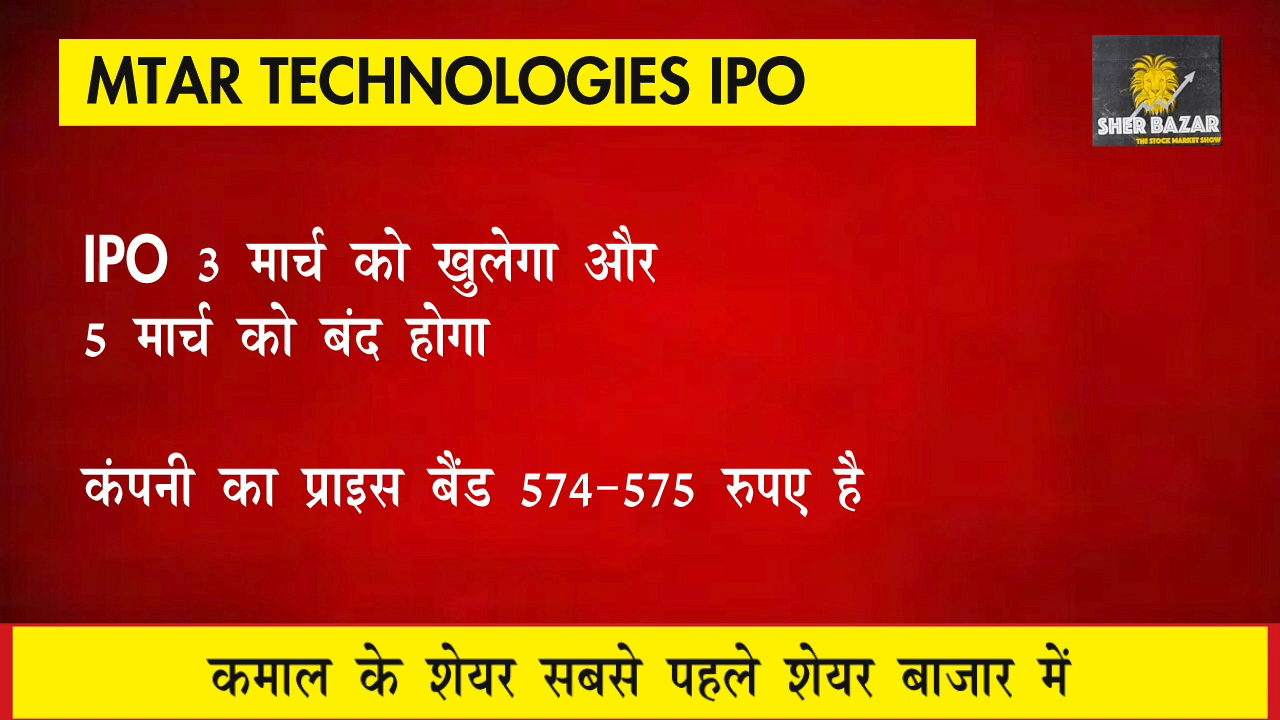 MTAR TECHNOLOGIES IPO
SHER BAZAR
THE STOCK MARKET SHOW
IPO 3 मार्च को खुलेगा और
5 मार्च को बंद होगा
कंपनी का प्राइस बैंड 574-575 रुपए है
कमाल के शेयर सबसे पहले शेयर बाजार में